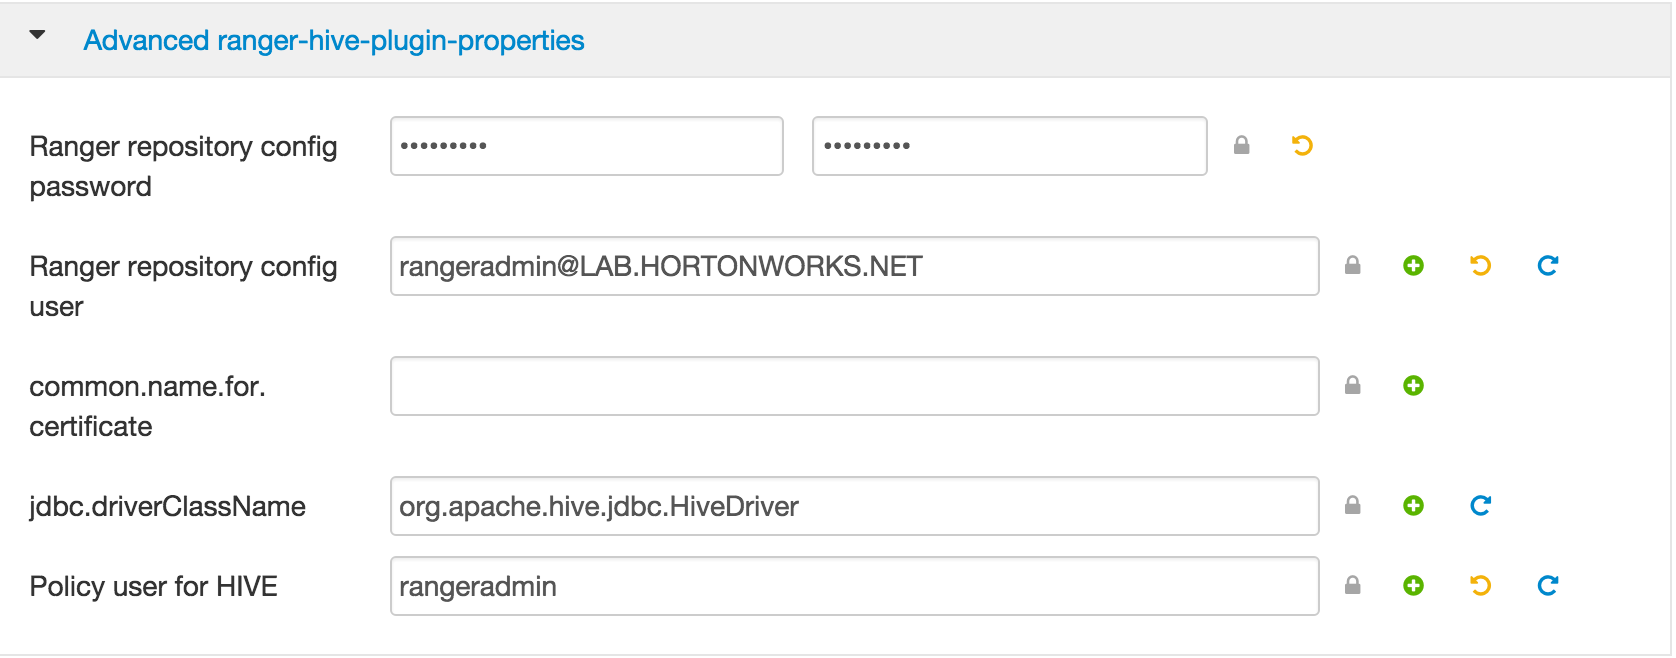 Advanced ranger-hive-plugin-properties
Ranger repository config
password
••••••••• •••••••••
Ranger repository config
user
rangeradmin@LAB.HORTONWORKS.NET
common.name.for.
certificate
jdbc.driverClassName
org.apache.hive.jdbc.HiveDriver
Policy user for HIVE
rangeradmin